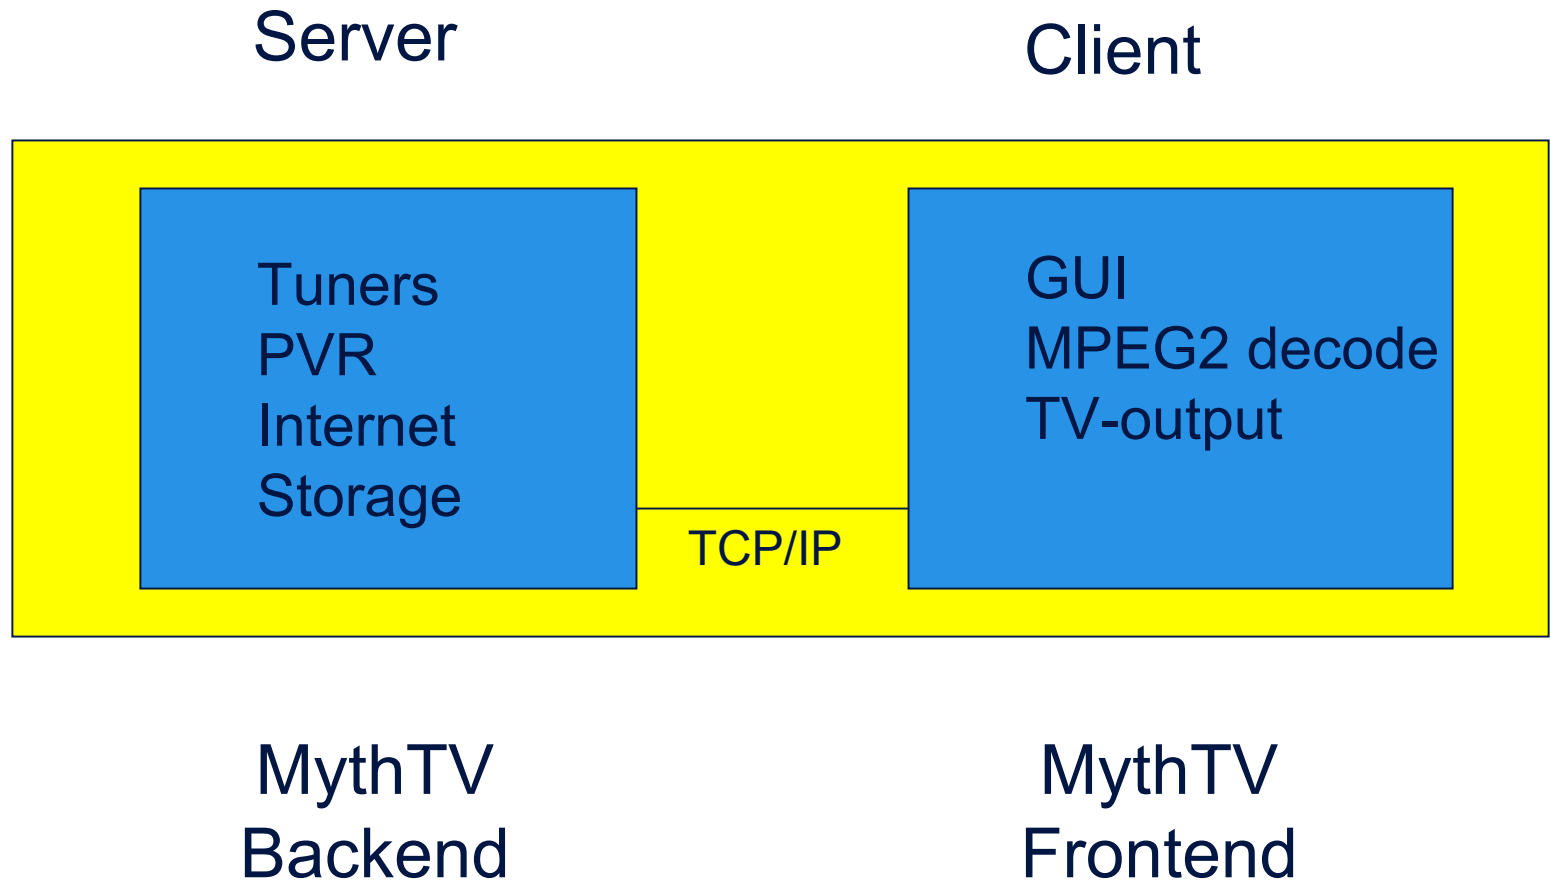 Server
Client
Tuners
PVR
Internet
Storage
GUI
MPEG2 decode
TV-output
TCP/IP
MythTV
Backend
MythTV
Frontend